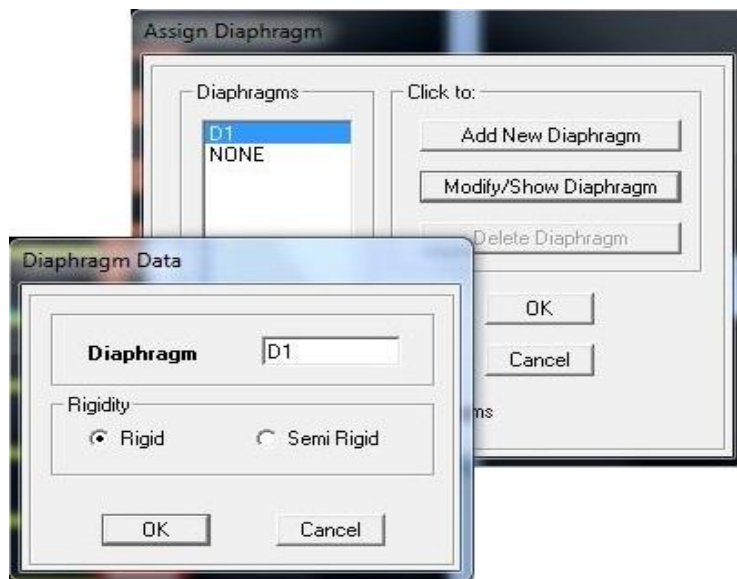 Assign Diaphragm
Diaphragms
D1
NONE
Click to:
Add New Diaphragm
Modify/Show Diaphragm
Delete Diaphragm
OK
Cancel
ms
Diaphragm Data
Diaphragm
D1
Rigidity
Rigid
Semi Rigid
OK
Cancel